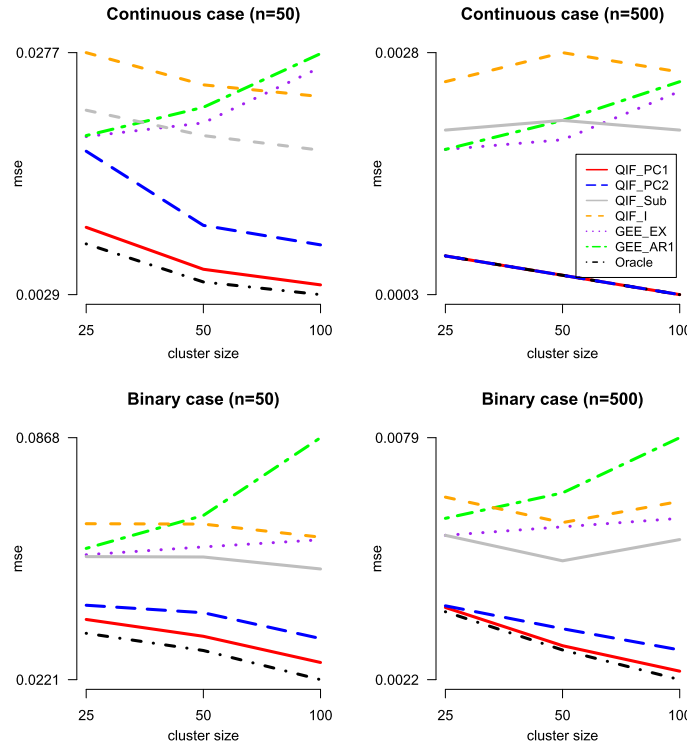 Continuous case (n=50)
0.0277
mse
0.0029
25 50 100
cluster size
Continuous case (n=500)
0.0028
mse
0.0003
QIF_PC1
QIF_PC2
QIF_Sub
QIF_I
GEE_EX
GEE_AR1
Oracle
25 50 100
cluster size
Binary case (n=50)
0.0868
mse
0.0221
25 50 100
cluster size
Binary case (n=500)
0.0079
mse
0.0022
25 50 100
cluster size